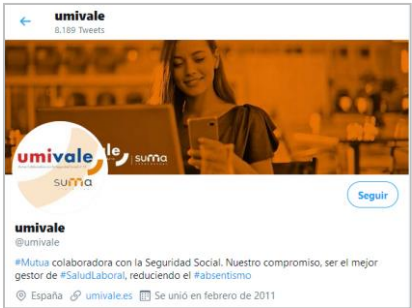 umivale
8.189 Tweets
umivale
suma
le
suma
Seguir
umivale
@umivale
#Mutua colaboradora con la Seguridad Social. Nuestro compromiso, ser el mejor
gestor de #SaludLaboral, reduciendo el #absentismo
España umivale.es Se unió en febrero de 2011